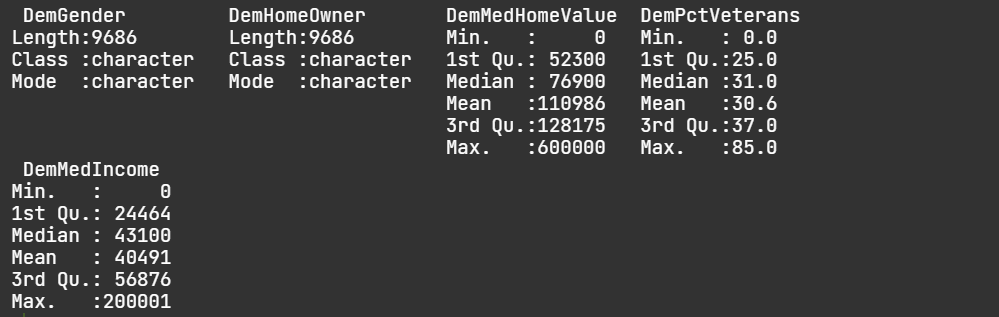 DemGender         DemHomeOwner       DemMedHomeValue  DemPctVeterans
Length:9686        Length:9686        Min.   :     0   Min.   : 0.0
Class :character   Class :character   1st Qu.: 52300   1st Qu.:25.0
Mode  :character   Mode  :character   Median : 76900   Median :31.0
                                      Mean   :110986   Mean   :30.6
                                      3rd Qu.:128175   3rd Qu.:37.0
                                      Max.   :600000   Max.   :85.0
 DemMedIncome
Min.   :     0
1st Qu.: 24464
Median : 43100
Mean   : 40491
3rd Qu.: 56876
Max.   :200001